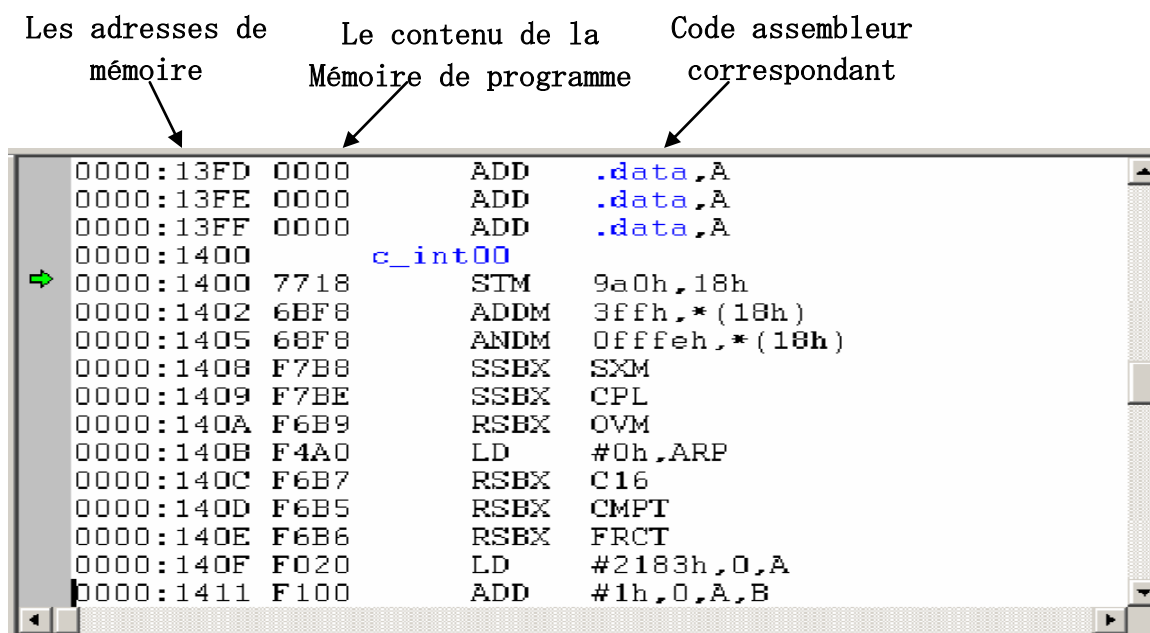 Les adresses de
mémoire
Le contenu de la
Mémoire de programme
Code assembleur
correspondant
0000:13FD 0000 ADD .data,A
0000:13FE 0000 ADD .data,A
0000:13FF 0000 ADD .data,A
0000:1400 c_int00
0000:1400 7718 STM 9a0h,18h
0000:1402 6BF8 ADDM 3ffh,*(18h)
0000:1405 68F8 ANDM 0fffeh,*(18h)
0000:1408 F7B8 SSBX SXM
0000:1409 F7BE SSBX CPL
0000:140A F6B9 RSBX OVM
0000:140B F4A0 LD #0h,ARP
0000:140C F6B7 RSBX C16
0000:140D F6B5 RSBX CMPT
0000:140E F6B6 RSBX FRCT
0000:140F F020 LD #2183h,0,A
0000:1411 F100 ADD #1h,0,A,B